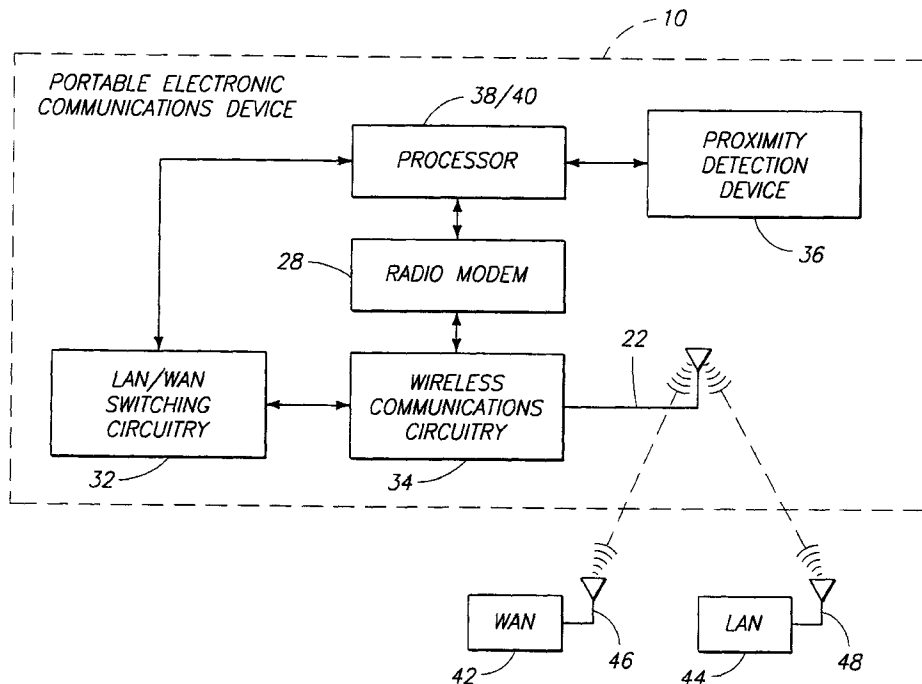 10
PORTABLE ELECTRONIC
COMMUNICATIONS DEVICE
38/40
PROCESSOR
PROXIMITY
DETECTION
DEVICE
36
28
RADIO MODEM
22
LAN/WAN
SWITCHING
CIRCUITRY
32
WIRELESS
COMMUNICATIONS
CIRCUITRY
34
WAN
42
46
LAN
44
48